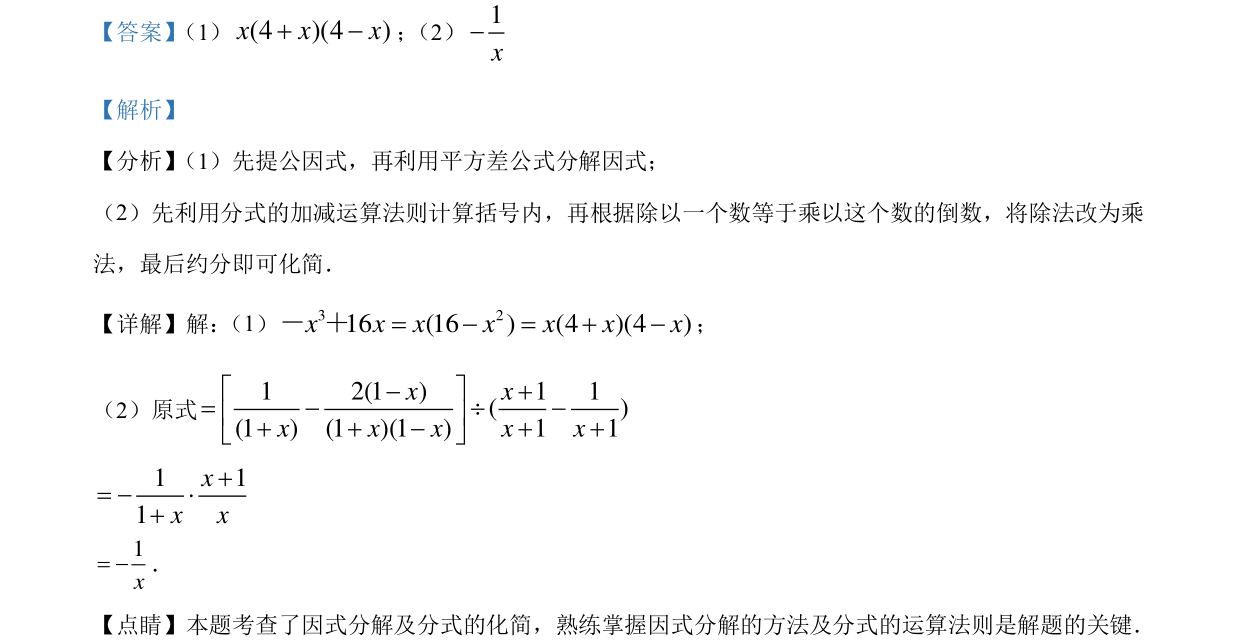 【答案】（1） x(4+x)(4−x)；（2）−1/x
【解析】
【分析】（1）先提公因式，再利用平方差公式分解因式；
（2）先利用分式的加减运算法则计算括号内，再根据除以一个数等于乘以这个数的倒数，将除法改为乘
法，最后约分即可化简．
【详解】解：（1）−x³+16x = x(16−x²) = x(4+x)(4−x)；
（2）原式=[1/(1+x) − 2(1−x)/((1+x)(1−x))]÷((x+1)/(x+1) − 1/(x+1))
=−1/(1+x)·(x+1)/x
=−1/x．
【点睛】本题考查了因式分解及分式的化简，熟练掌握因式分解的方法及分式的运算法则是解题的关键．